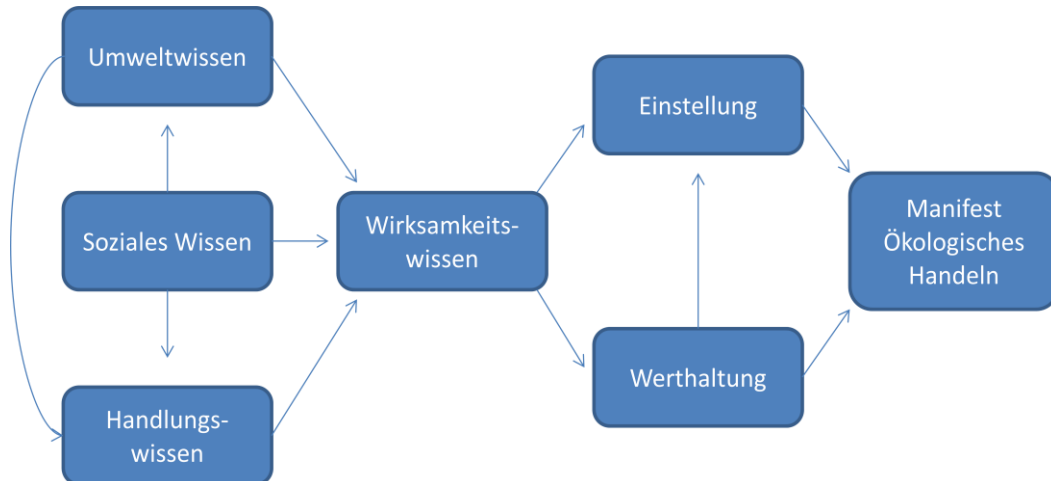 Umweltwissen
Soziales Wissen
Handlungs-
wissen
Wirksamkeits-
wissen
Einstellung
Werthaltung
Manifest
Ökologisches
Handeln